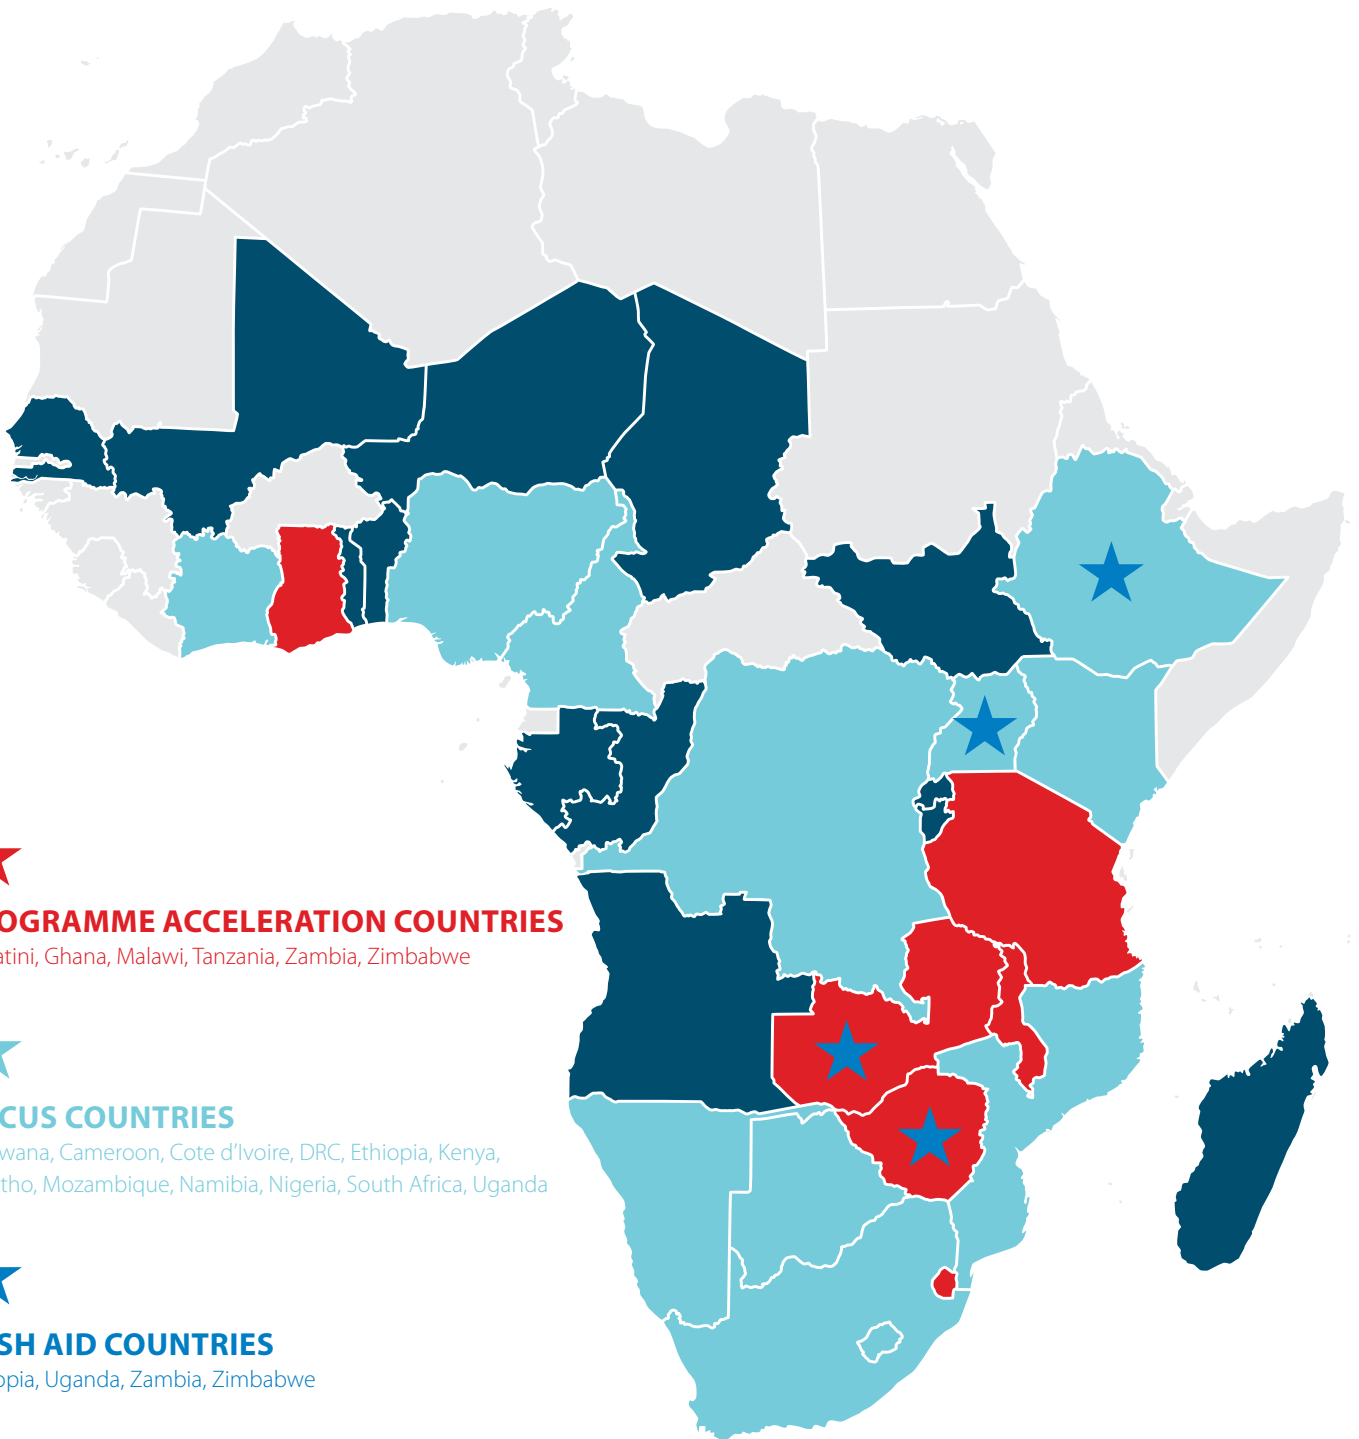 OGRAMME ACCELERATION COUNTRIES
atini, Ghana, Malawi, Tanzania, Zambia, Zimbabwe
CUS COUNTRIES
wana, Cameroon, Cote d'Ivoire, DRC, Ethiopia, Kenya,
tho, Mozambique, Namibia, Nigeria, South Africa, Uganda
SH AID COUNTRIES
opia, Uganda, Zambia, Zimbabwe